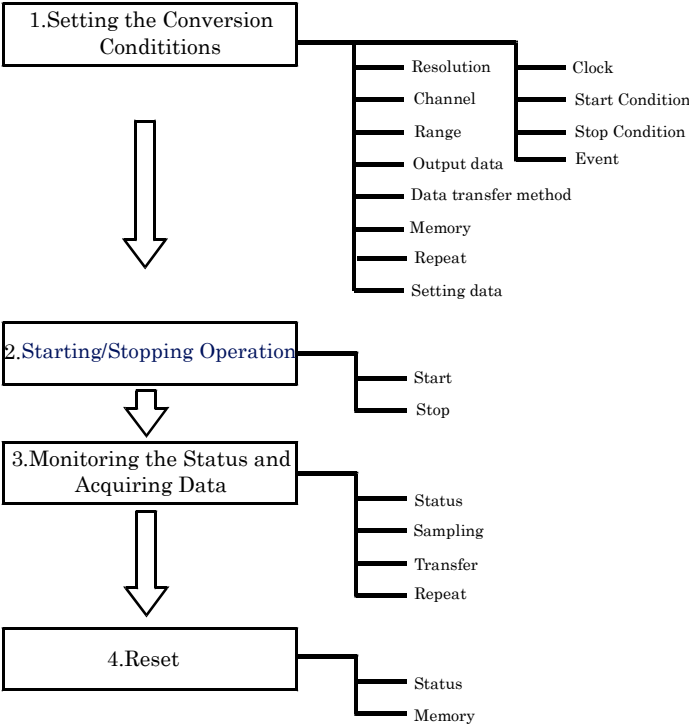 1.Setting the Conversion
Condititions
Resolution
Channel
Range
Output data
Data transfer method
Memory
Repeat
Setting data
Clock
Start Condition
Stop Condition
Event
2.Starting/Stopping Operation
Start
Stop
3.Monitoring the Status and
Acquiring Data
Status
Sampling
Transfer
Repeat
4.Reset
Status
Memory